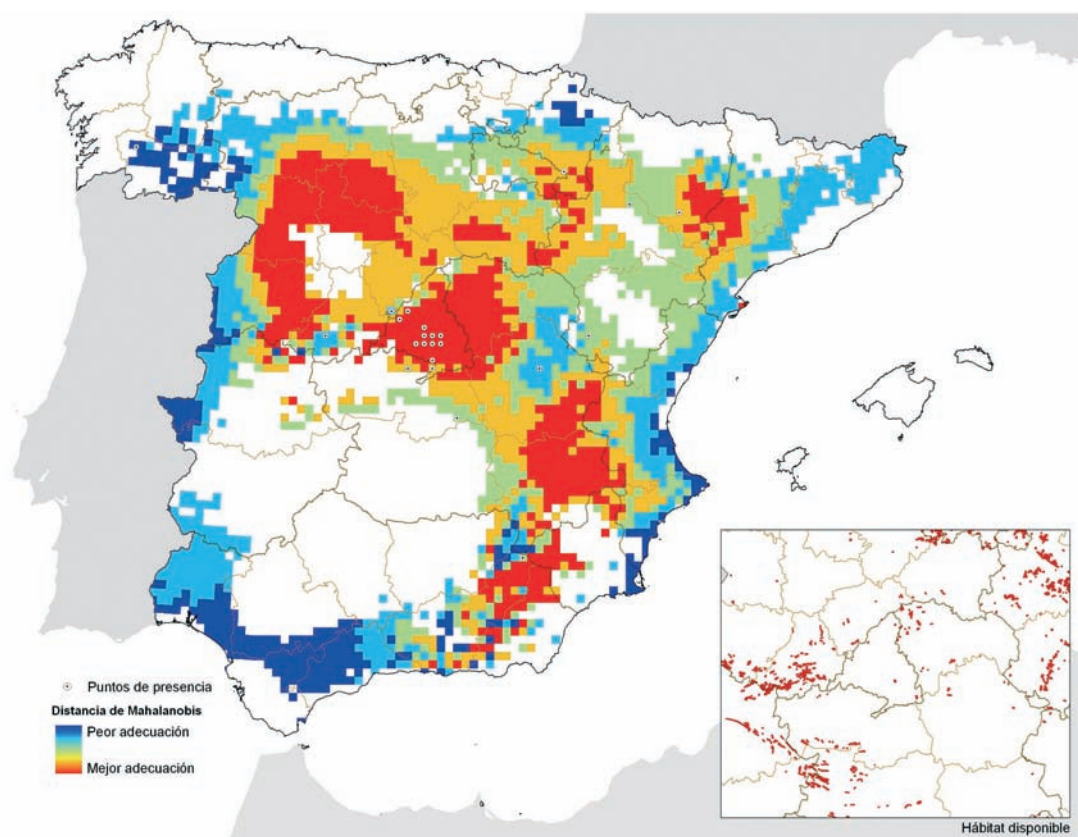 Puntos de presencia
Distancia de Mahalanobis
Peor adecuación
Mejor adecuación
Hábitat disponible